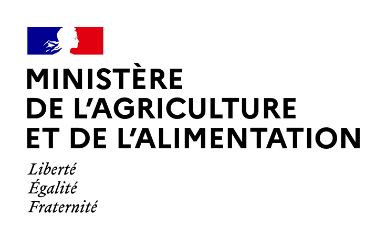 MINISTÈRE
DE L'AGRICULTURE
ET DE L'ALIMENTATION
Liberté
Égalité
Fraternité